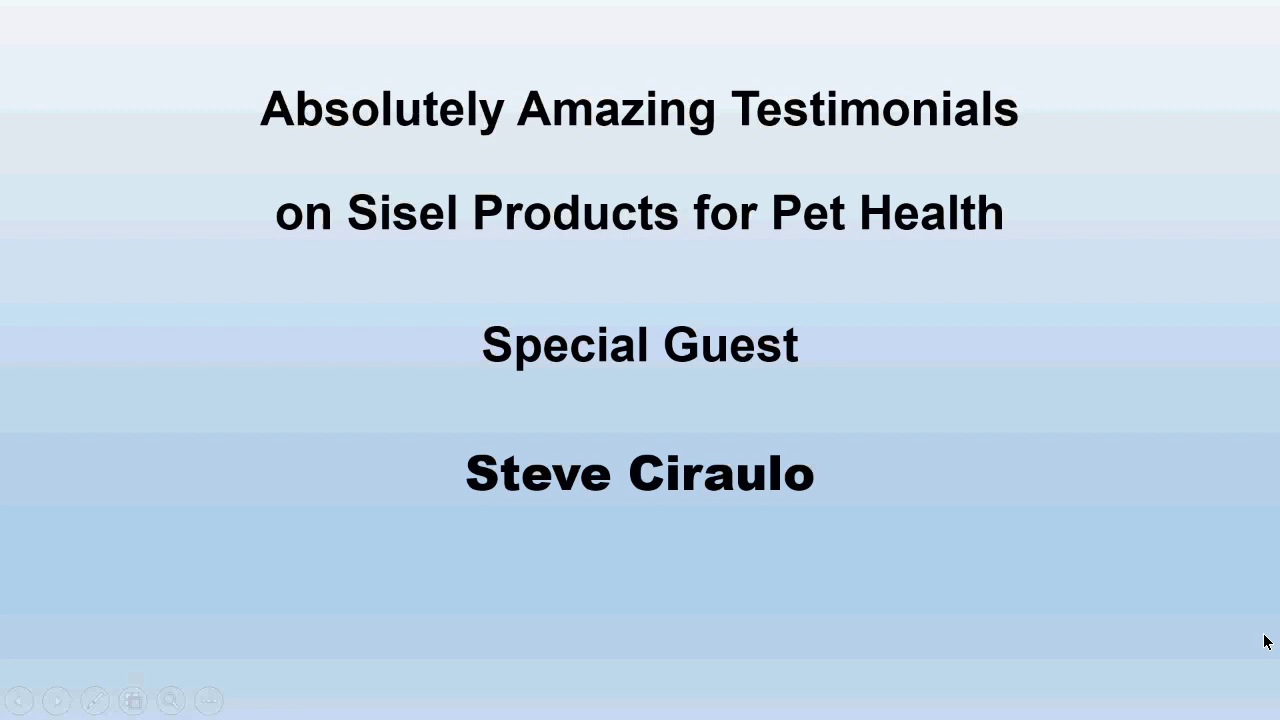 Absolutely Amazing Testimonials
on Sisel Products for Pet Health
Special Guest
Steve Ciraulo